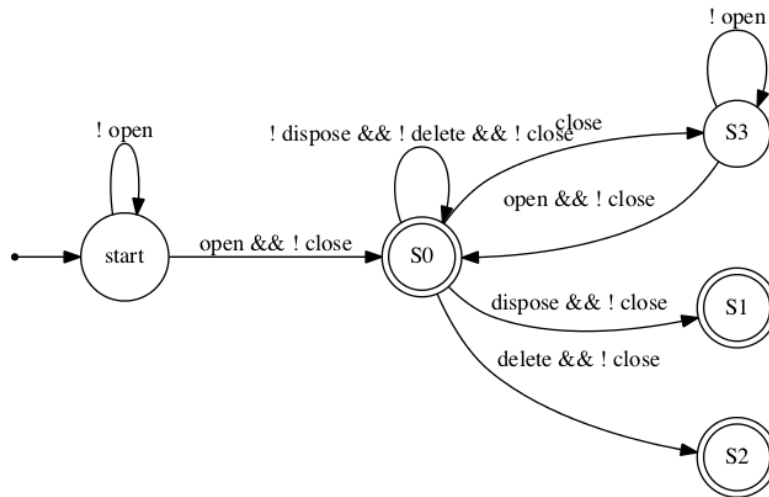 ! open
! open
! dispose && ! delete && ! close
close
S3
open && ! close
open && ! close
start
S0
dispose && ! close
S1
delete && ! close
S2